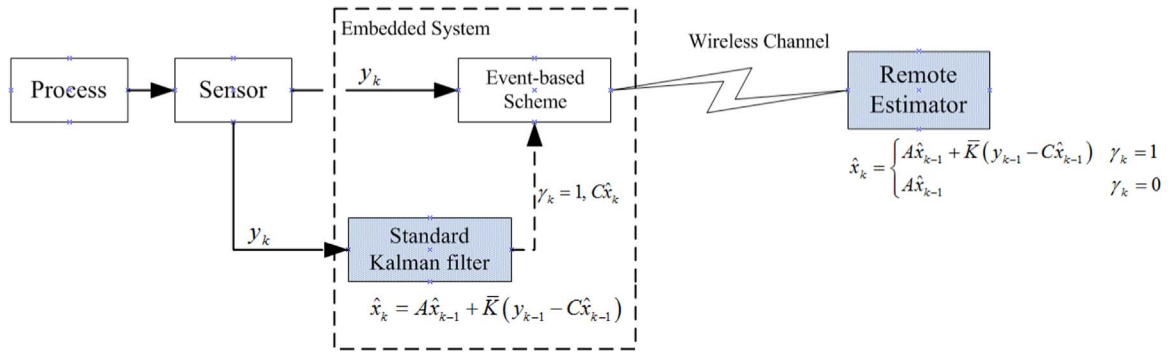 Embedded System
Wireless Channel
Process
Sensor
y_k
Event-based
Scheme
Remote
Estimator
x̂_k = { Ax̂_{k-1} + K̅(y_{k-1} − Cx̂_{k-1}) γ_k = 1
Ax̂_{k-1} γ_k = 0
γ_k = 1, Cx̂_k
y_k
Standard
Kalman filter
x̂_k = Ax̂_{k-1} + K̅(y_{k-1} − Cx̂_{k-1})